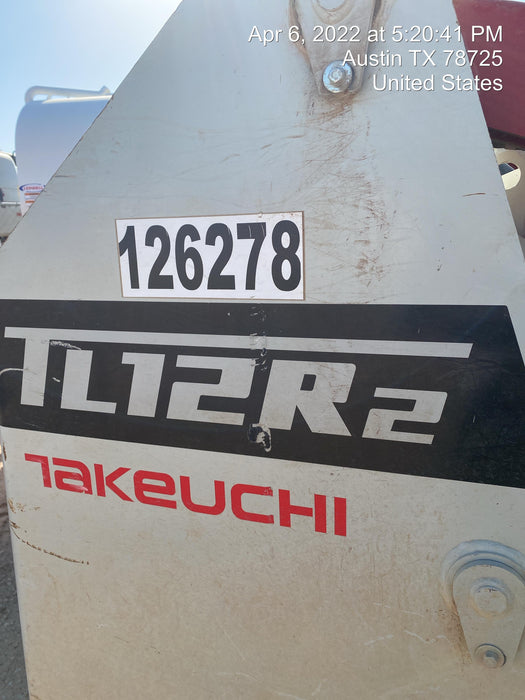 Apr 6, 2022 at 5:20:41 PM
Austin TX 78725
United States
126278
TL12R2
TAKEUCHI